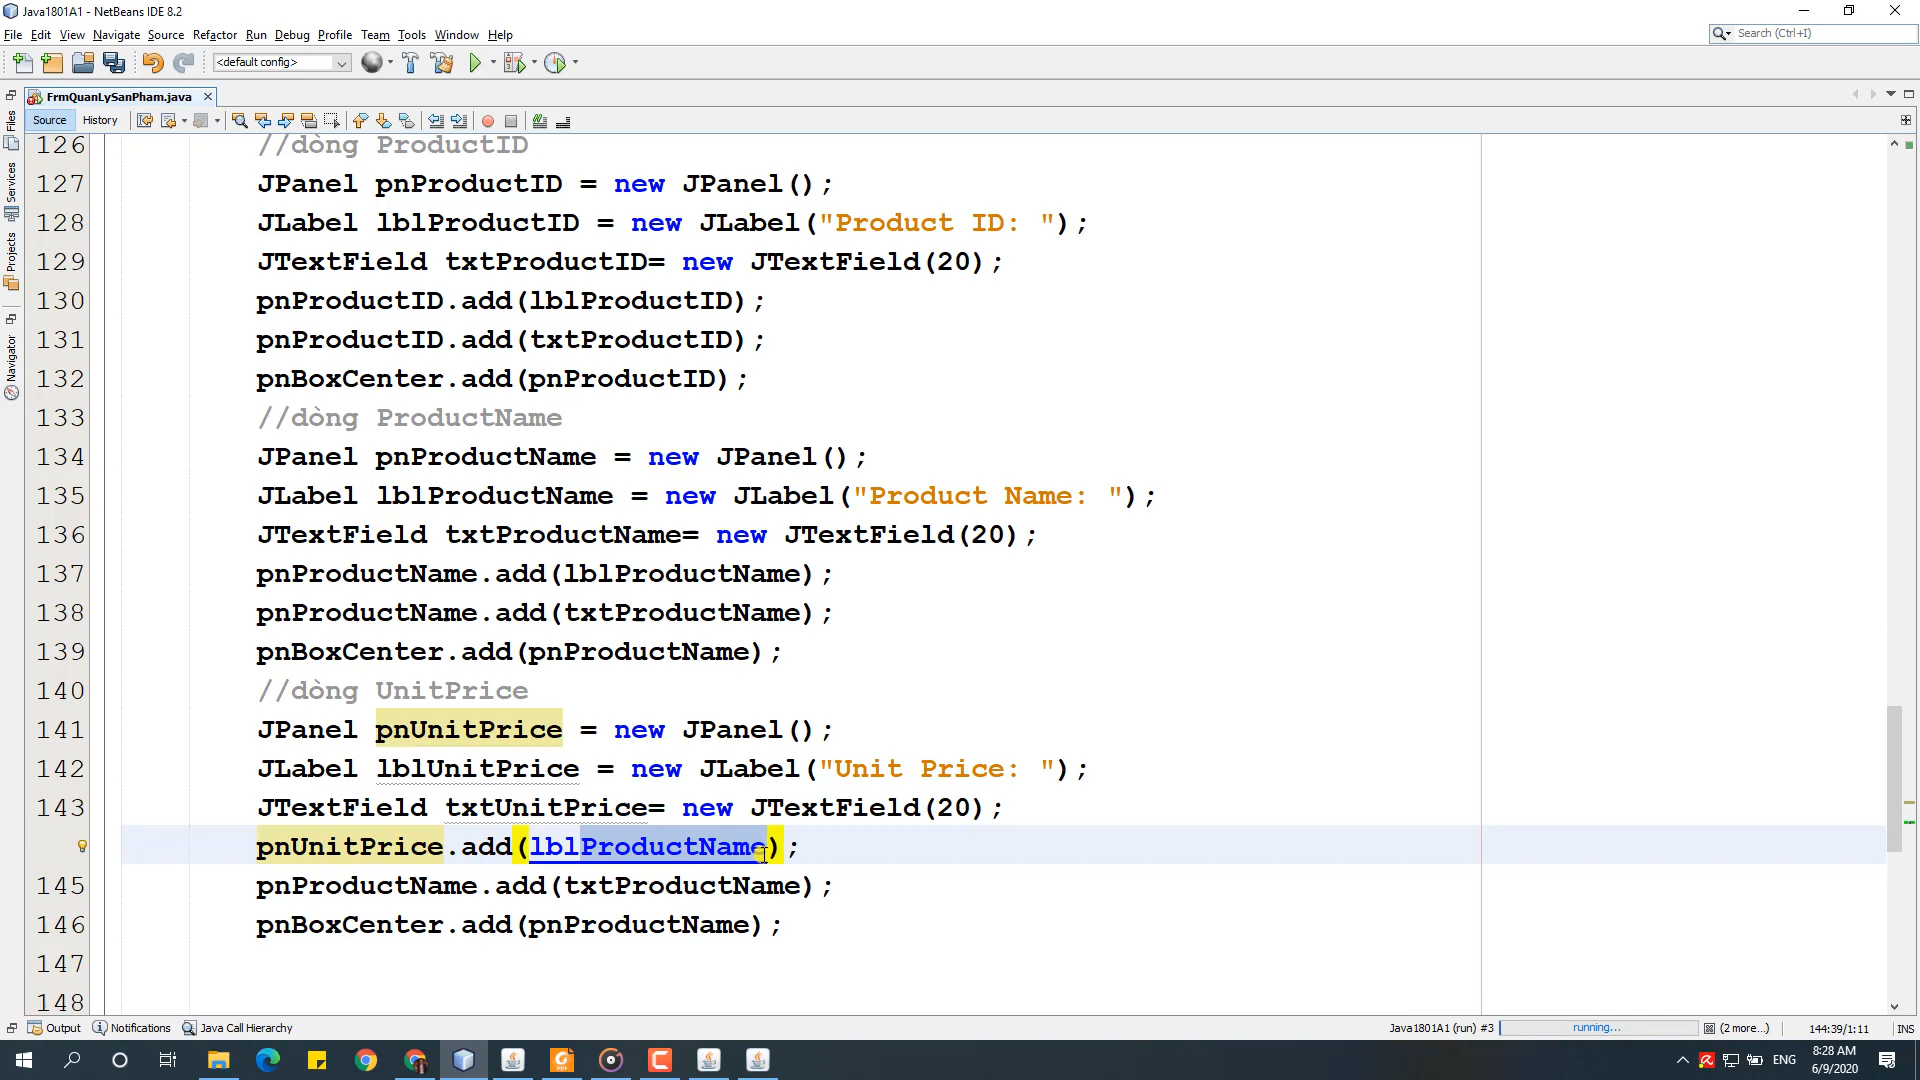 Java1801A1 - NetBeans IDE 8.2
File Edit View Navigate Source Refactor Run Debug Profile Team Tools Window Help
Search (Ctrl+I)
<default config>
FrmQuanLySanPham.java
Source History
Files
Services
Projects
Navigator
126 //dòng ProductID
127 JPanel pnProductID = new JPanel();
128 JLabel lblProductID = new JLabel("Product ID: ");
129 JTextField txtProductID= new JTextField(20);
130 pnProductID.add(lblProductID);
131 pnProductID.add(txtProductID);
132 pnBoxCenter.add(pnProductID);
133 //dòng ProductName
134 JPanel pnProductName = new JPanel();
135 JLabel lblProductName = new JLabel("Product Name: ");
136 JTextField txtProductName= new JTextField(20);
137 pnProductName.add(lblProductName);
138 pnProductName.add(txtProductName);
139 pnBoxCenter.add(pnProductName);
140 //dòng UnitPrice
141 JPanel pnUnitPrice = new JPanel();
142 JLabel lblUnitPrice = new JLabel("Unit Price: ");
143 JTextField txtUnitPrice= new JTextField(20);
pnUnitPrice.add(lblProductName);
145 pnProductName.add(txtProductName);
146 pnBoxCenter.add(pnProductName);
147
148
Output Notifications Java Call Hierarchy
Java1801A1 (run) #3 running... (2 more...) 144:39/1:11 INS
ENG
8:28 AM
6/9/2020